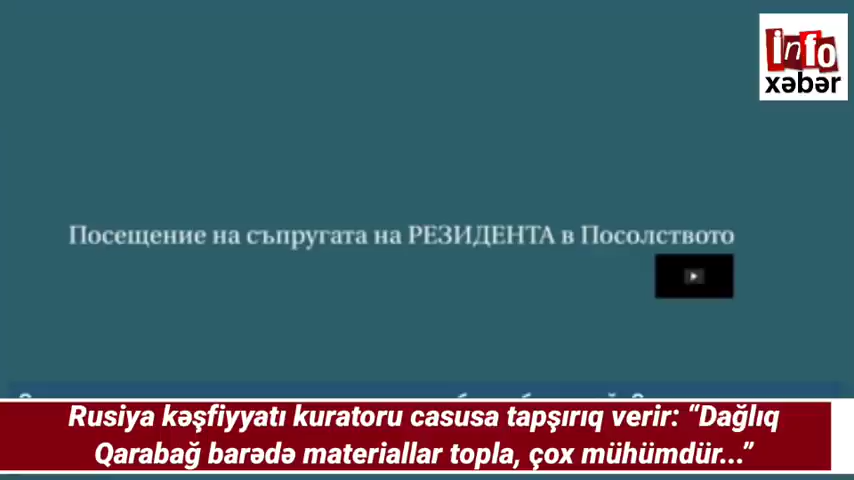 info
xəbər
Посещение на съпругата на РЕЗИДЕНТА в Посолството
Rusiya kəşfiyyatı kuratoru casusa tapşırıq verir: “Dağlıq
Qarabağ barədə materiallar topla, çox mühümdür...”